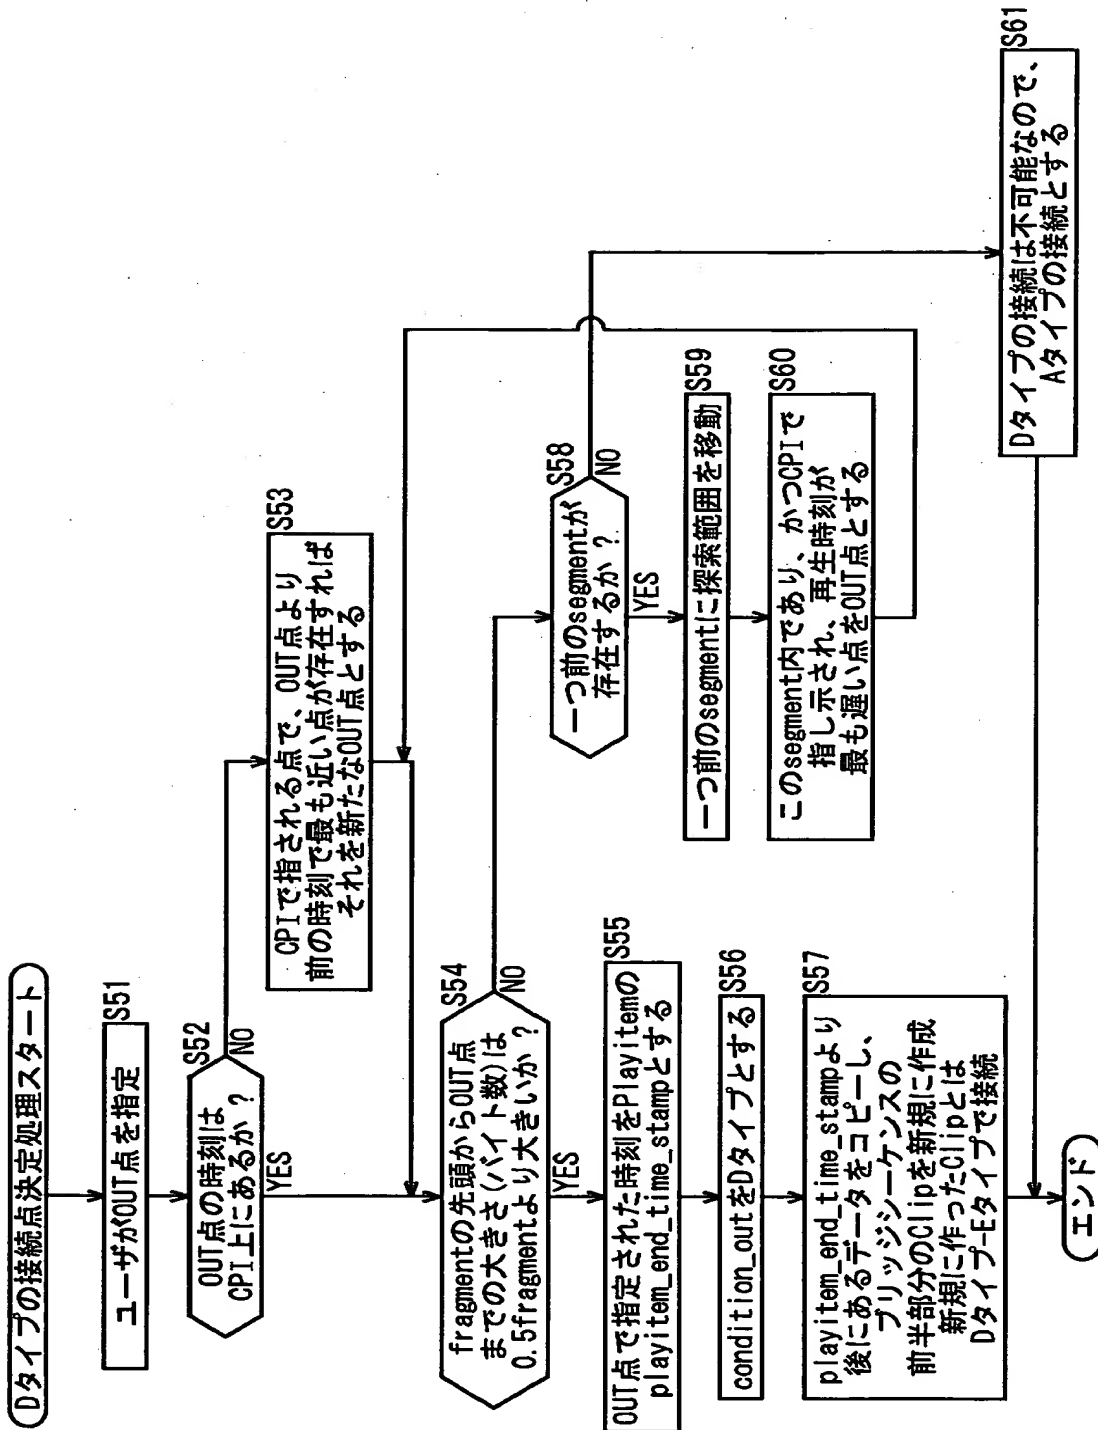 Dタイプの接続点決定処理スタート
S51
ユーザがOUT点を指定
S52
OUT点の時刻は
CPI上にあるか ?
YES
NO
S53
CPIで指される点で、OUT点より
前の時刻で最も近い点が存在すれば
それを新たなOUT点とする
S54
fragmentの先頭からOUT点
までの大きさ(バイト数)は
0.5fragmentより大きいか ?
YES
NO
S55
OUT点で指定された時刻をPlayitemの
playitem_end_time_stampとする
S56
condition_outをDタイプとする
S57
playitem_end_time_stampより
後にあるデータをコピーし、
ブリッジシーケンスの
前半部分のClipを新規に作成
新規に作ったClipとは
Dタイプ-Eタイプで接続
S58
一つ前のsegmentが
存在するか ?
YES
NO
S59
一つ前のsegmentに探索範囲を移動
S60
このsegment内であり、かつCPIで
指し示され、再生時刻が
最も遅い点をOUT点とする
S61
Dタイプの接続は不可能なので、
Aタイプの接続とする
エンド